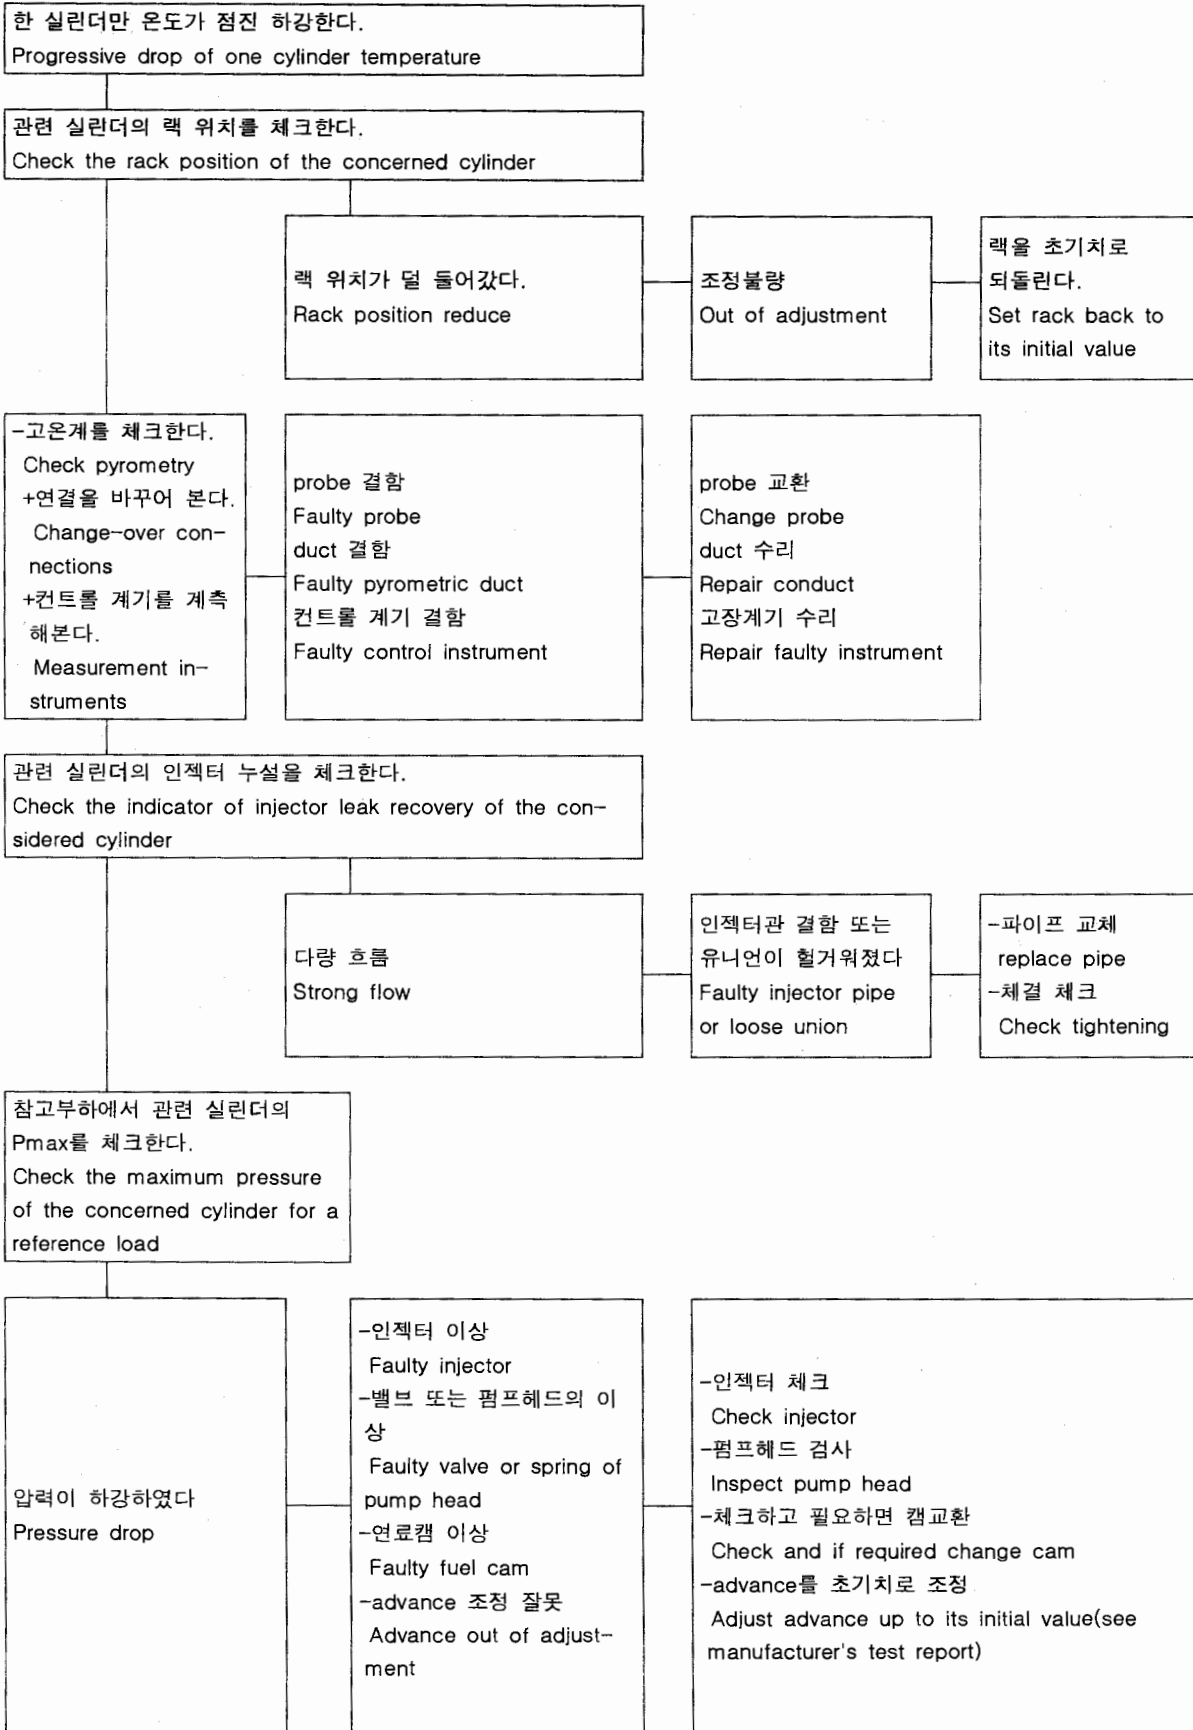 한 실린더만 온도가 점진 하강한다.
Progressive drop of one cylinder temperature
관련 실란더의 랙 위치를 체크한다.
Check the rack position of the concerned cylinder
랙 위치가 덜 들어갔다.
Rack position reduce
조정불량
Out of adjustment
랙을 초기치로
되돌린다.
Set rack back to
its initial value
-고온계를 체크한다.
Check pyrometry
+연결을 바꾸어 본다.
Change-over con-
nections
+컨트롤 계기를 계측
해본다.
Measurement in-
struments
probe 결함
Faulty probe
duct 결함
Faulty pyrometric duct
컨트롤 계기 결함
Faulty control instrument
probe 교환
Change probe
duct 수리
Repair conduct
고장계기 수리
Repair faulty instrument
관련 실린더의 인젝터 누설을 체크한다.
Check the indicator of injector leak recovery of the con-
sidered cylinder
다량 흐름
Strong flow
인젝터관 결함 또는
유니언이 헐거워졌다
Faulty injector pipe
or loose union
-파이프 교체
replace pipe
-체결 체크
Check tightening
참고부하에서 관련 실린더의
Pmax를 체크한다.
Check the maximum pressure
of the concerned cylinder for a
reference load
압력이 하강하였다
Pressure drop
-인젝터 이상
Faulty injector
-밸브 또는 펌프헤드의 이
상
Faulty valve or spring of
pump head
-연료캠 이상
Faulty fuel cam
-advance 조정 잘못
Advance out of adjust-
ment
-인젝터 체크
Check injector
-펌프헤드 검사
Inspect pump head
-체크하고 필요하면 캠교환
Check and if required change cam
-advance를 초기치로 조정
Adjust advance up to its initial value(see
manufacturer's test report)